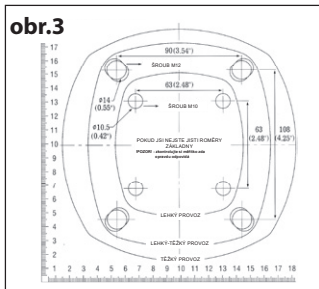 obr.3
90(3.54")
ŠROUB M12
ø14
(0.55")
63(2.48")
ŠROUB M10
ø10.5
(0.42")
POKUD JSI NEJSTE JISTI ROMĚRY
ZÁKLADNY
63
(2.48")
108
(4.25")
LEHKÝ PROVOZ
LEHKÝ-TĚŽKÝ PROVOZ
TĚŽKÝ PROVOZ
17
16
15
14
13
12
11
10
9
8
7
6
5
4
3
2
1
1 2 3 4 5 6 7 8 9 10 11 12 13 14 15 16 17 18